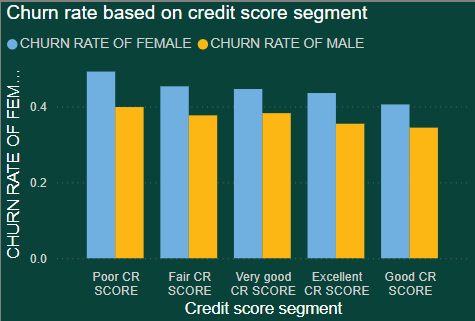 Churn rate based on credit score segment
CHURN RATE OF FEMALE CHURN RATE OF MALE
CHURN RATE OF FEM...
0.4
0.2
0.0
Poor CR
SCORE
Fair CR
SCORE
Very good
CR SCORE
Excellent
CR SCORE
Good CR
SCORE
Credit score segment